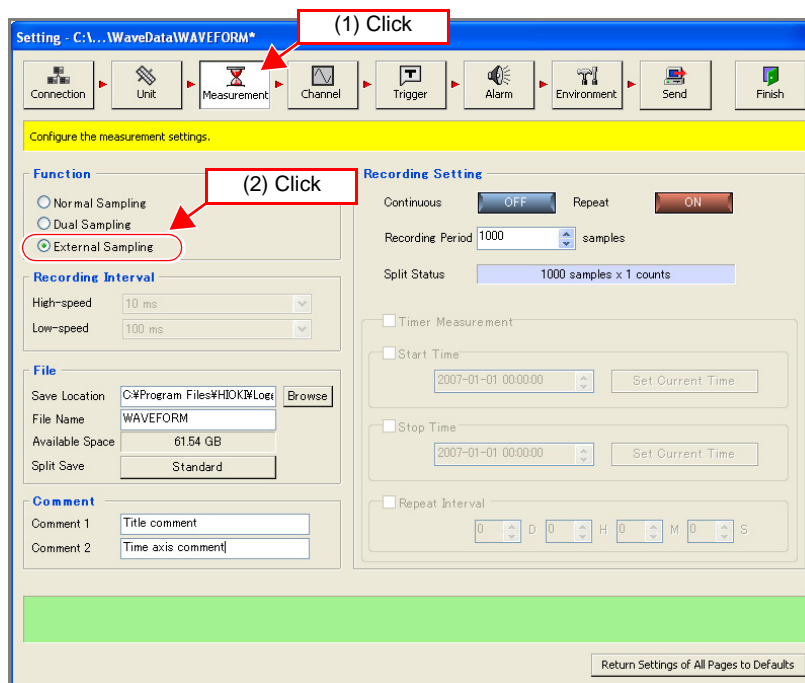 (1) Click
Setting - C:\...\WaveData\WAVEFORM*
Connection Unit Measurement Channel Trigger Alarm Environment Send Finish
Configure the measurement settings.
Function
(2) Click
Normal Sampling
Dual Sampling
External Sampling
Recording Interval
High-speed 10 ms
Low-speed 100 ms
File
Save Location C:¥Program Files¥HIOKI¥Logg Browse
File Name WAVEFORM
Available Space 61.54 GB
Split Save Standard
Comment
Comment 1 Title comment
Comment 2 Time axis comment
Recording Setting
Continuous OFF Repeat ON
Recording Period 1000 samples
Split Status 1000 samples x 1 counts
Timer Measurement
Start Time
2007-01-01 00:00:00 Set Current Time
Stop Time
2007-01-01 00:00:00 Set Current Time
Repeat Interval
0 D 0 H 0 M 0 S
Return Settings of All Pages to Defaults